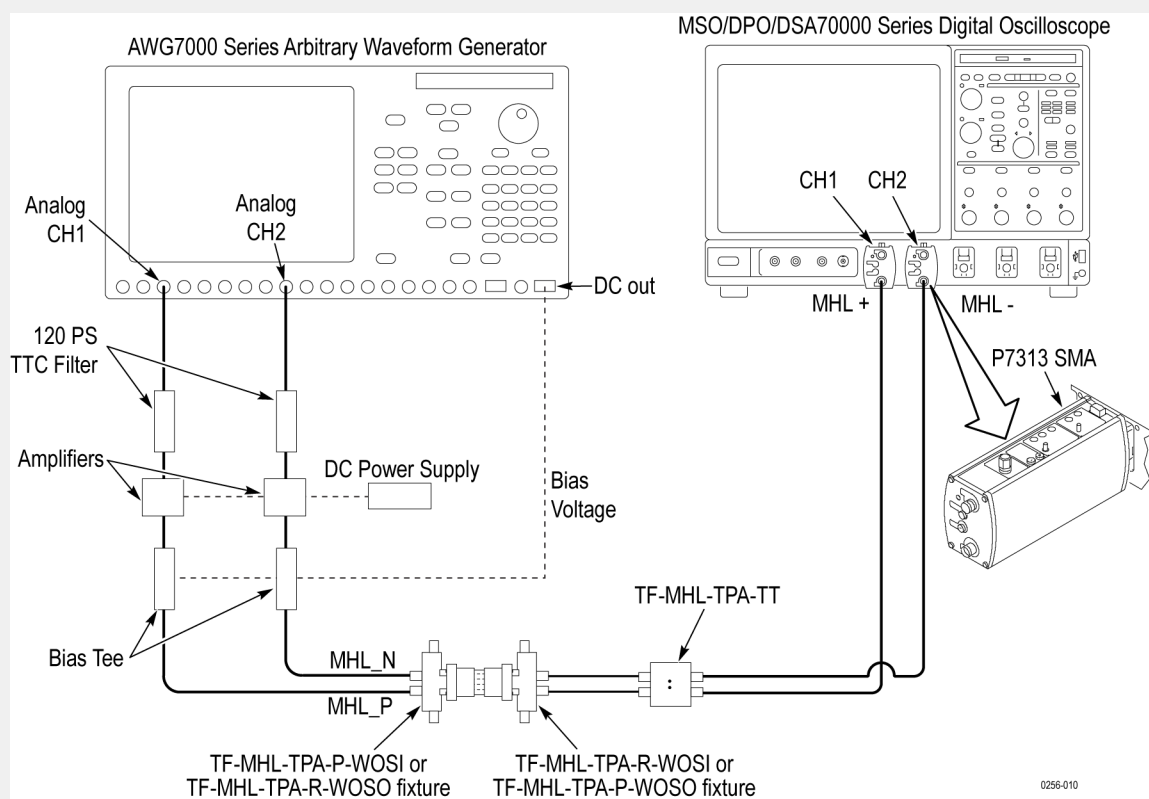 MSO/DPO/DSA70000 Series Digital Oscilloscope
AWG7000 Series Arbitrary Waveform Generator
CH1
CH2
Analog
CH1
Analog
CH2
DC out
MHL +
MHL -
120 PS
TTC Filter
P7313 SMA
Amplifiers
DC Power Supply
Bias
Voltage
TF-MHL-TPA-TT
Bias Tee
MHL_N
MHL_P
TF-MHL-TPA-P-WOSI or
TF-MHL-TPA-R-WOSO fixture
TF-MHL-TPA-R-WOSI or
TF-MHL-TPA-P-WOSO fixture
0256-010